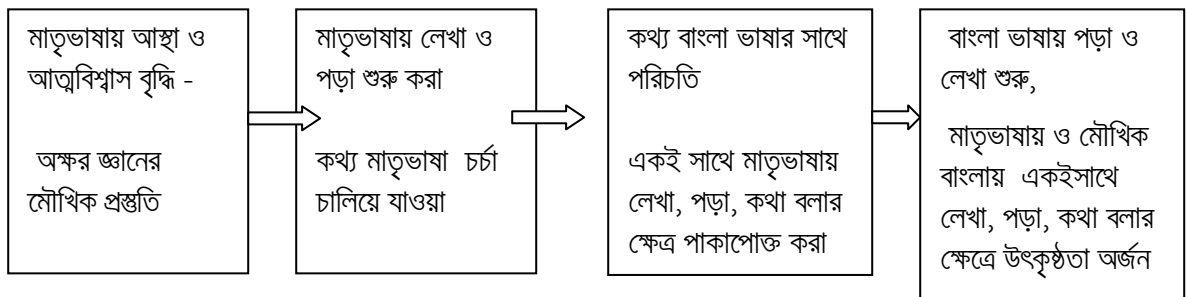 মাতৃভাষায় আস্থা ও
আত্মবিশ্বাস বৃদ্ধি -
অক্ষর জ্ঞানের
মৌখিক প্রস্তুতি
মাতৃভাষায় লেখা ও
পড়া শুরু করা
কথ্য মাতৃভাষা চর্চা
চালিয়ে যাওয়া
কথ্য বাংলা ভাষার সাথে
পরিচতি
একই সাথে মাতৃভাষায়
লেখা, পড়া, কথা বলার
ক্ষেত্র পাকাপোক্ত করা
বাংলা ভাষায় পড়া ও
লেখা শুরু,
মাতৃভাষায় ও মৌখিক
বাংলায় একইসাথে
লেখা, পড়া, কথা বলার
ক্ষেত্রে উৎকৃষ্ঠতা অর্জন